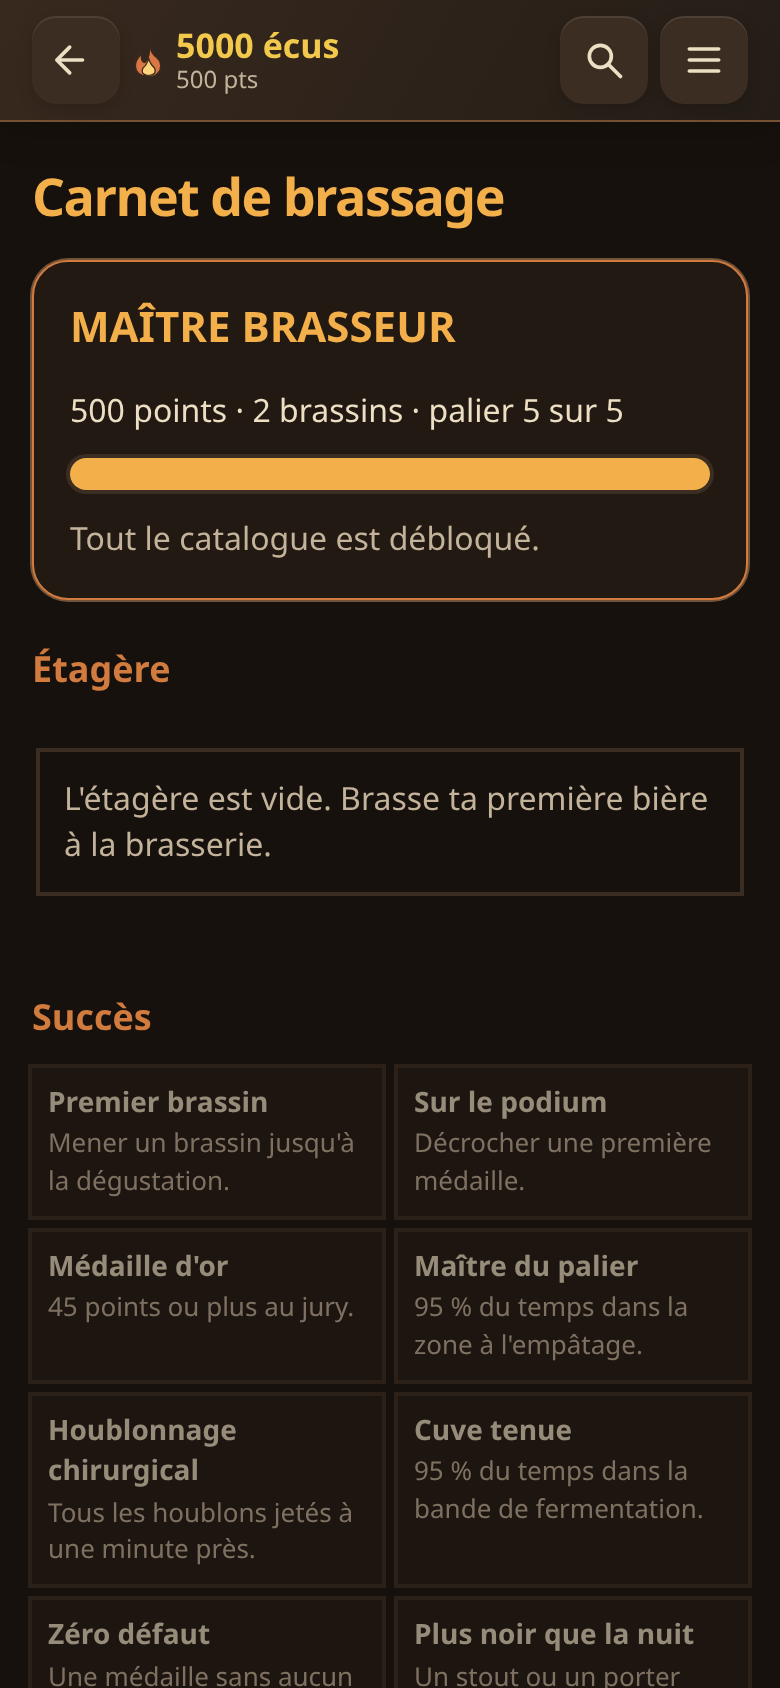 5000 écus
500 pts
Carnet de brassage
MAÎTRE BRASSEUR
500 points · 2 brassins · palier 5 sur 5
Tout le catalogue est débloqué.
Étagère
L'étagère est vide. Brasse ta première bière
à la brasserie.
Succès
Premier brassin
Mener un brassin jusqu'à
la dégustation.
Sur le podium
Décrocher une première
médaille.
Médaille d'or
45 points ou plus au jury.
Maître du palier
95 % du temps dans la
zone à l'empâtage.
Houblonnage
chirurgical
Tous les houblons jetés à
une minute près.
Cuve tenue
95 % du temps dans la
bande de fermentation.
Zéro défaut
Une médaille sans aucun
Plus noir que la nuit
Un stout ou un porter